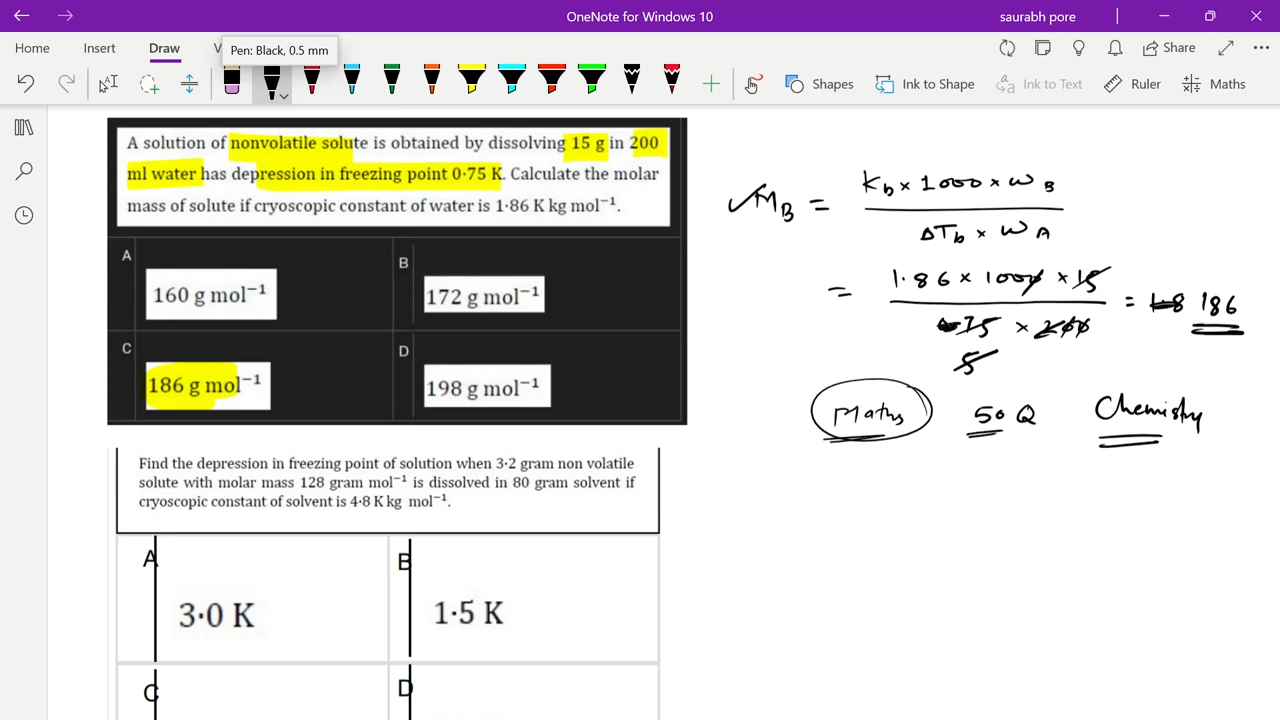 OneNote for Windows 10
saurabh pore
Home Insert Draw V
Pen: Black, 0.5 mm
Share
Shapes Ink to Shape Ink to Text Ruler Maths
A solution of nonvolatile solute is obtained by dissolving 15 g in 200
ml water has depression in freezing point 0·75 K. Calculate the molar
mass of solute if cryoscopic constant of water is 1·86 K kg mol⁻¹.
A
160 g mol⁻¹
B
172 g mol⁻¹
C
186 g mol⁻¹
D
198 g mol⁻¹
M_B = K_b × 1000 × W_B
ΔT_b × W_A
= 1.86 × 1000 × 15
75 × 200
= 186
5
Maths 50 Q Chemistry
Find the depression in freezing point of solution when 3·2 gram non volatile
solute with molar mass 128 gram mol⁻¹ is dissolved in 80 gram solvent if
cryoscopic constant of solvent is 4·8 K kg mol⁻¹.
A
3·0 K
B
1·5 K
C
D